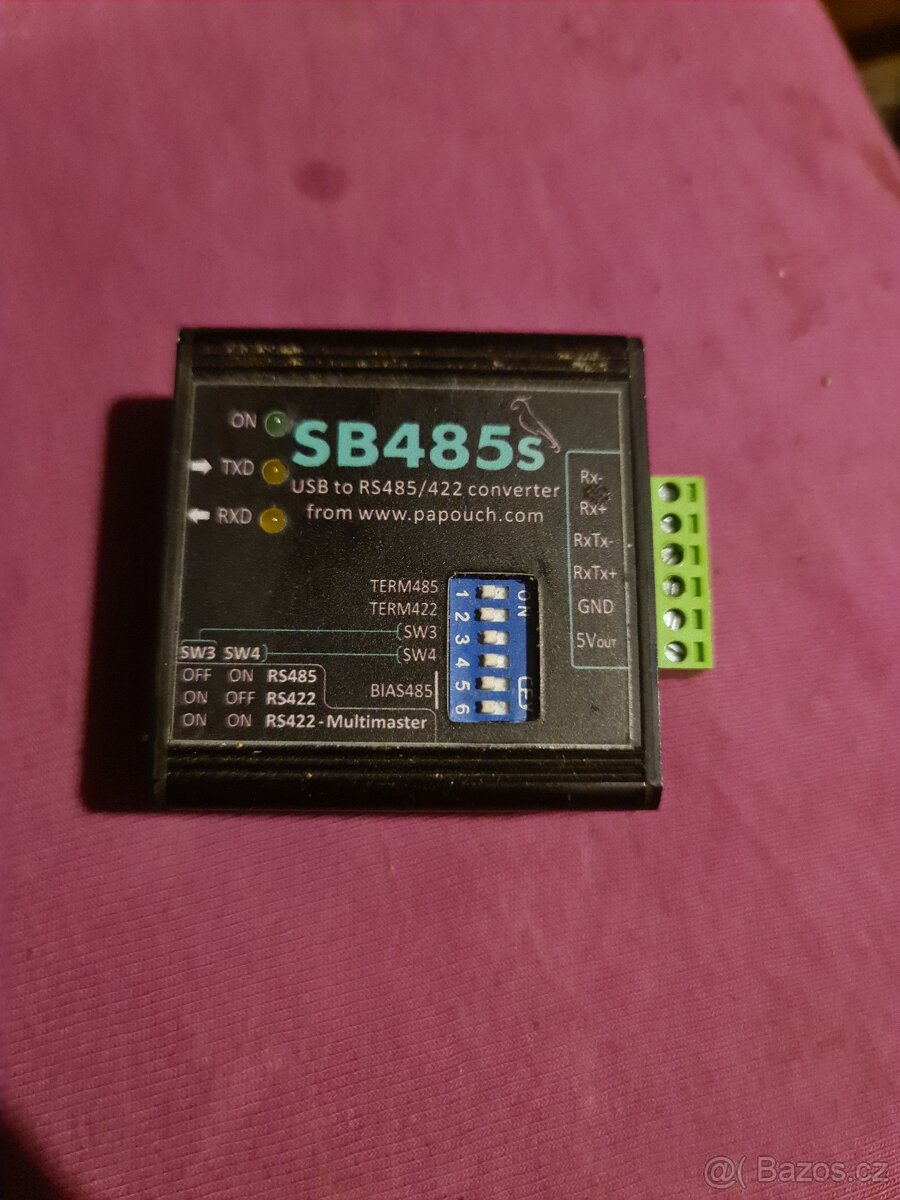 ON
SB485s
TXD
USB to RS485/422 converter
RXD
from www.papouch.com
Rx-
Rx+
RxTx-
RxTx+
GND
5VOUT
TERM485
TERM422
SW3
SW4
BIAS485
ON
1
2
3
4
5
6
SW3 SW4
OFF ON RS485
ON OFF RS422
ON ON RS422-Multimaster
@( Bazos.cz